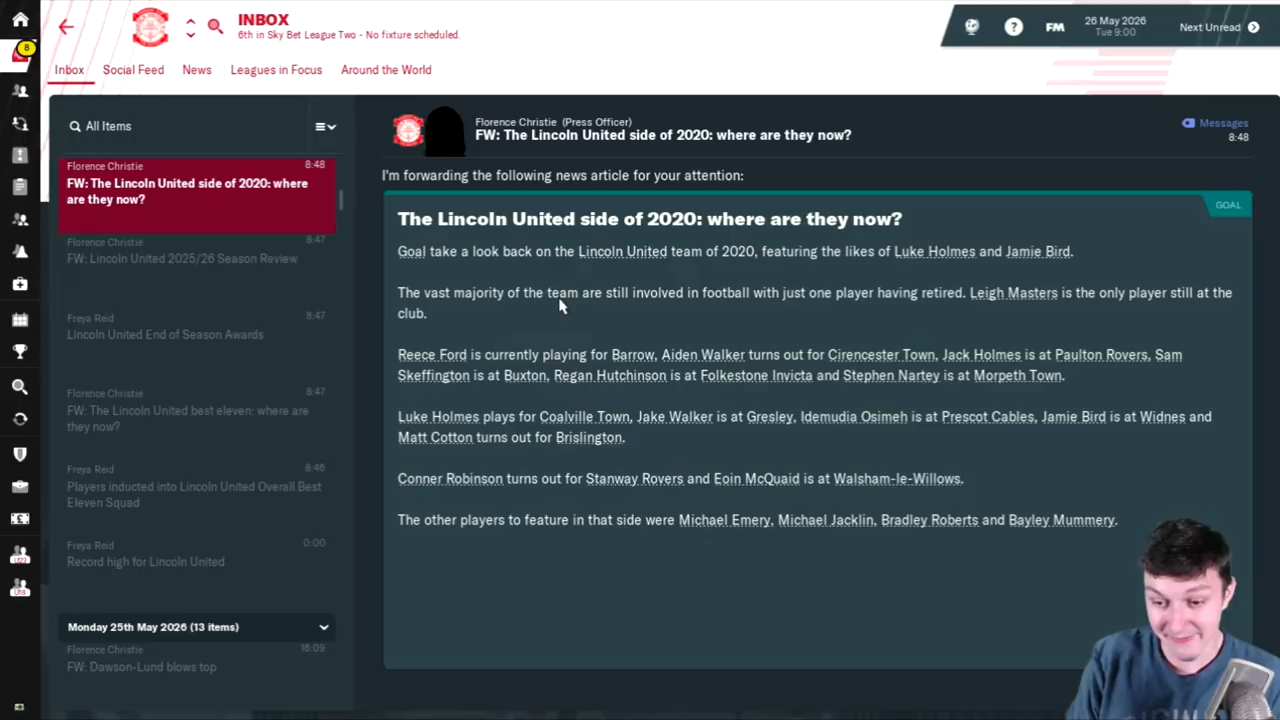 INBOX
6th in Sky Bet League Two - No fixture scheduled.
FM
26 May 2026
Tue 9:00
Next Unread
8
Inbox
Social Feed
News
Leagues in Focus
Around the World
All Items
Florence Christie
8:48
FW: The Lincoln United side of 2020: where
are they now?
Florence Christie
8:47
FW: Lincoln United 2025/26 Season Review
Freya Reid
8:47
Lincoln United End of Season Awards
Florence Christie
8:47
FW: The Lincoln United best eleven: where are
they now?
Freya Reid
8:46
Players inducted into Lincoln United Overall Best
Eleven Squad
Freya Reid
0:00
Record high for Lincoln United
Monday 25th May 2026 (13 items)
Florence Christie
16:09
FW: Dawson-Lund blows top
U23
U18
Florence Christie (Press Officer)
FW: The Lincoln United side of 2020: where are they now?
Messages
8:48
I'm forwarding the following news article for your attention:
GOAL
The Lincoln United side of 2020: where are they now?
Goal take a look back on the Lincoln United team of 2020, featuring the likes of Luke Holmes and Jamie Bird.
The vast majority of the team are still involved in football with just one player having retired. Leigh Masters is the only player still at the
club.
Reece Ford is currently playing for Barrow, Aiden Walker turns out for Cirencester Town, Jack Holmes is at Paulton Rovers, Sam
Skeffington is at Buxton, Regan Hutchinson is at Folkestone Invicta and Stephen Nartey is at Morpeth Town.
Luke Holmes plays for Coalville Town, Jake Walker is at Gresley, Idemudia Osimeh is at Prescot Cables, Jamie Bird is at Widnes and
Matt Cotton turns out for Brislington.
Conner Robinson turns out for Stanway Rovers and Eoin McQuaid is at Walsham-le-Willows.
The other players to feature in that side were Michael Emery, Michael Jacklin, Bradley Roberts and Bayley Mummery.